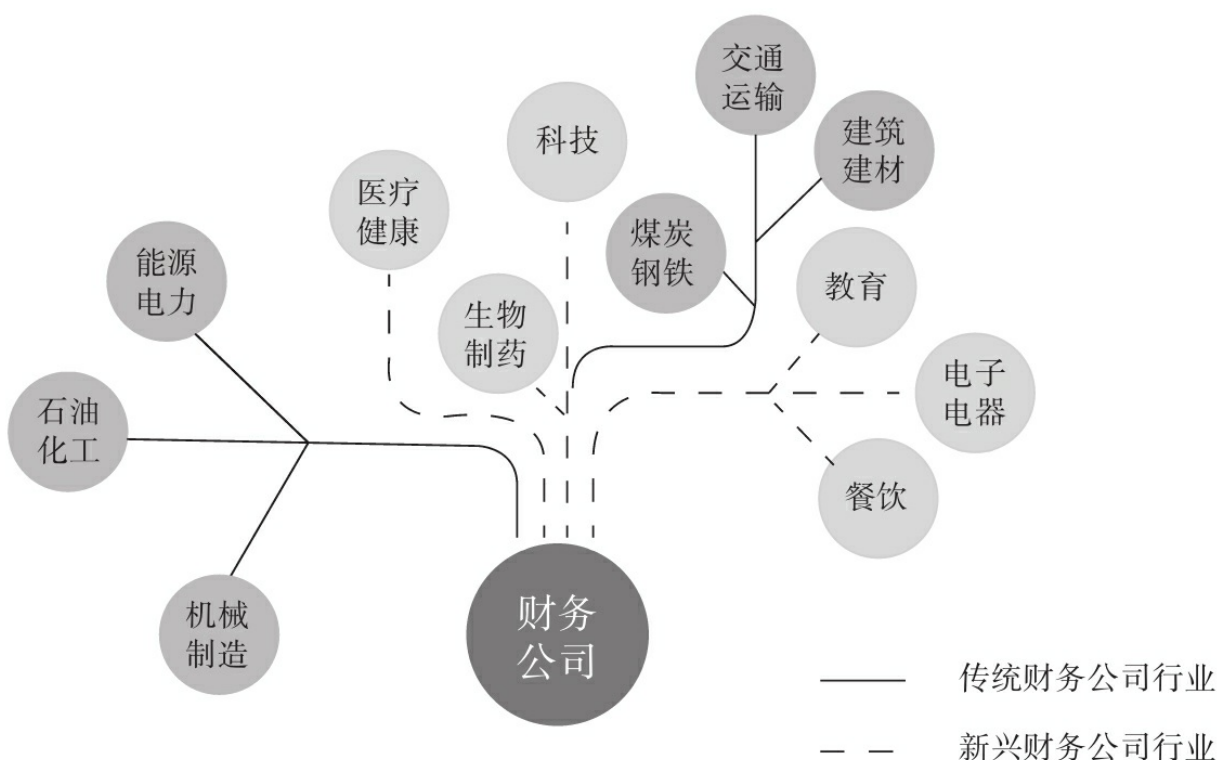 交通
运输
科技
建筑
建材
医疗
健康
煤炭
钢铁
能源
电力
教育
生物
制药
电子
电器
石油
化工
餐饮
机械
制造
财务
公司
传统财务公司行业
新兴财务公司行业